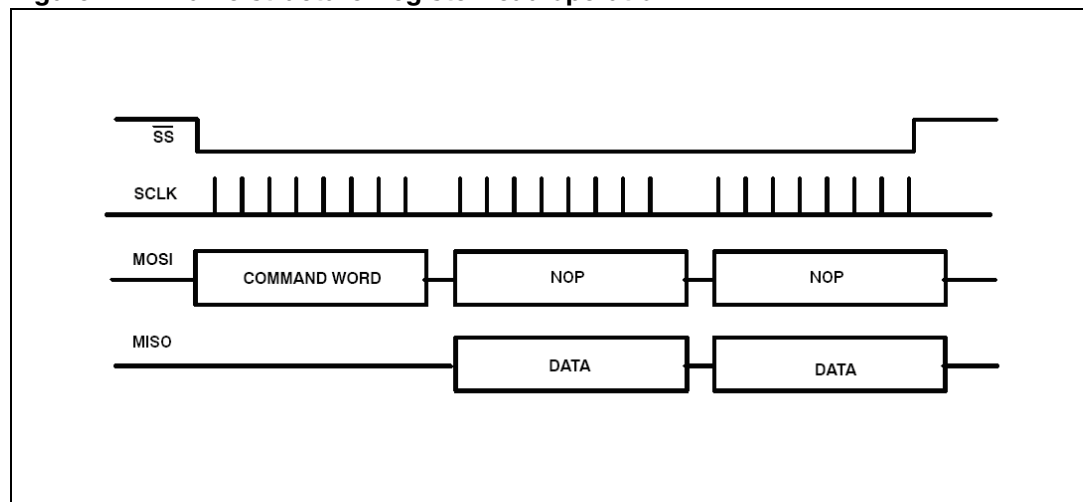 SS
SCLK
MOSI
COMMAND WORD
NOP
NOP
MISO
DATA
DATA